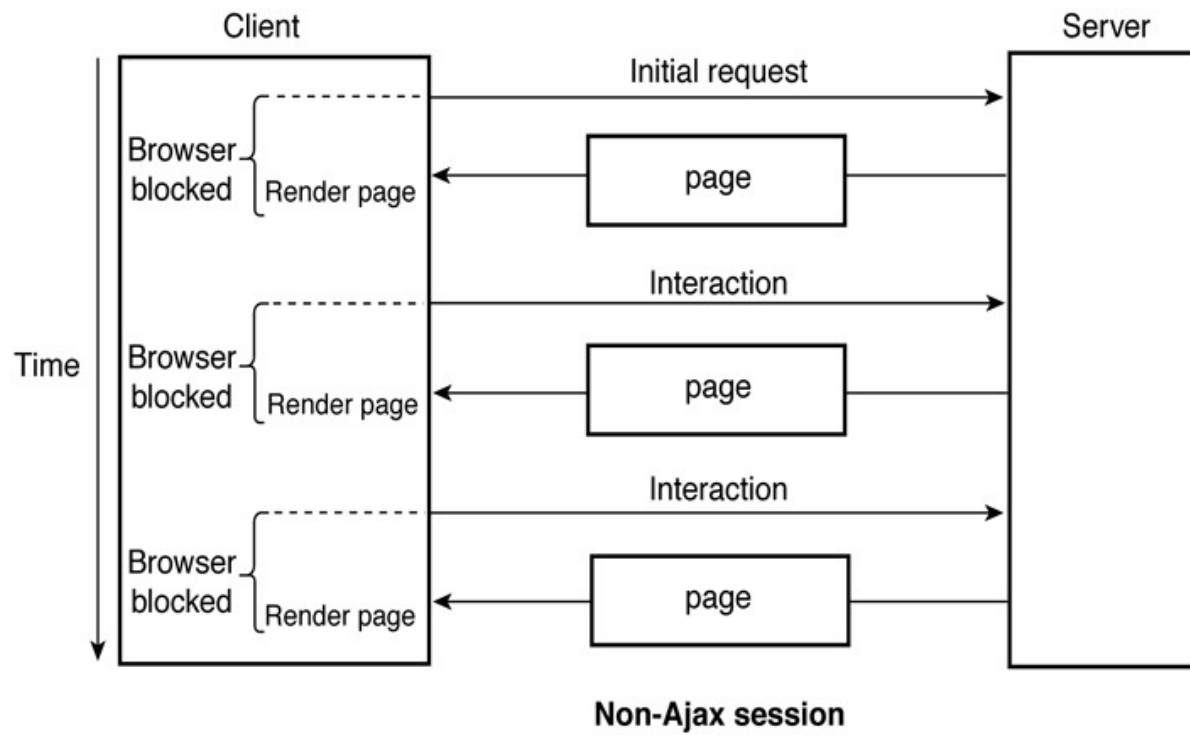 Client
Server
Initial request
Browser
blocked
Render page
page
Interaction
Time
Browser
blocked
Render page
page
Interaction
Browser
blocked
Render page
page
Non-Ajax session